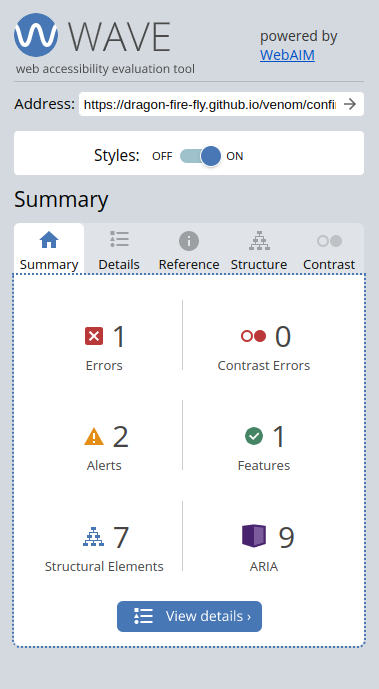 WAVE
powered by
WebAIM
web accessibility evaluation tool
Address: https://dragon-fire-fly.github.io/venom/confi
Styles: OFF ON
Summary
Summary Details Reference Structure Contrast
1 0
Errors Contrast Errors
2 1
Alerts Features
7 9
Structural Elements ARIA
View details ›